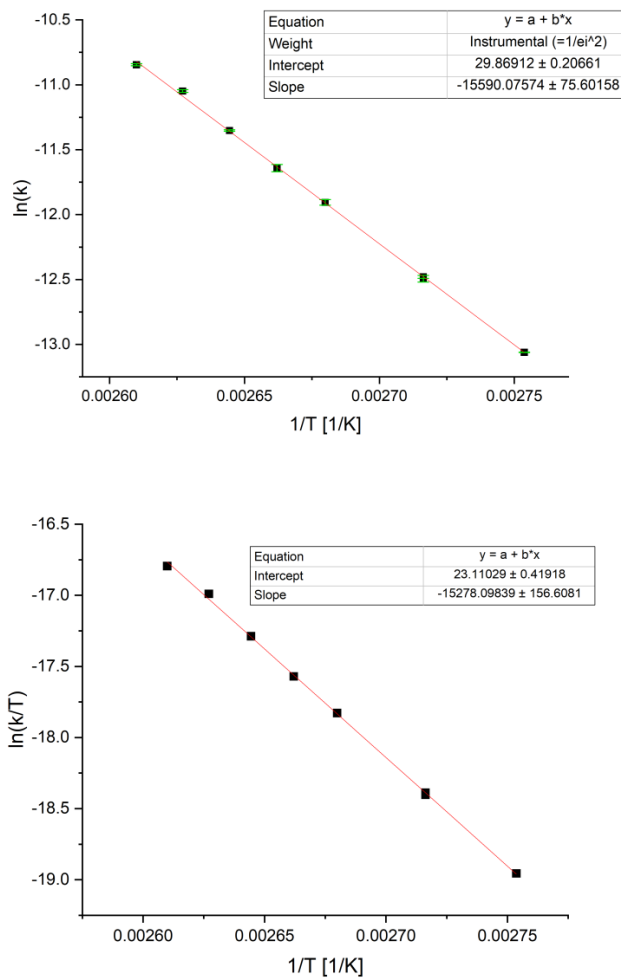 -10.5
Equation y = a + b*x
Weight Instrumental (=1/ei^2)
Intercept 29.86912 ± 0.20661
Slope -15590.07574 ± 75.60158
-11.0
-11.5
ln(k)
-12.0
-12.5
-13.0
0.00260 0.00265 0.00270 0.00275
1/T [1/K]
-16.5
Equation y = a + b*x
Intercept 23.11029 ± 0.41918
Slope -15278.09839 ± 156.6081
-17.0
-17.5
ln(k/T)
-18.0
-18.5
-19.0
0.00260 0.00265 0.00270 0.00275
1/T [1/K]